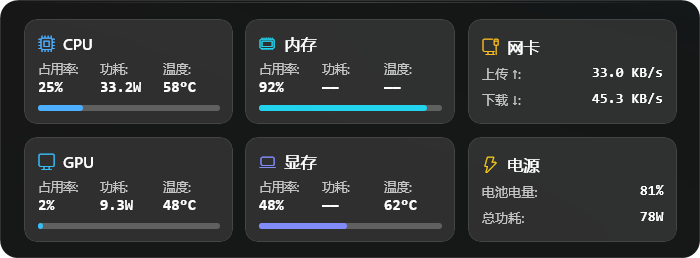 CPU
占用率: 功耗: 温度:
25% 33.2W 58°C
内存
占用率: 功耗: 温度:
92% —— ——
网卡
上传 ↑: 33.0 KB/s
下载 ↓: 45.3 KB/s
GPU
占用率: 功耗: 温度:
2% 9.3W 48°C
显存
占用率: 功耗: 温度:
48% —— 62°C
电源
电池电量: 81%
总功耗: 78W